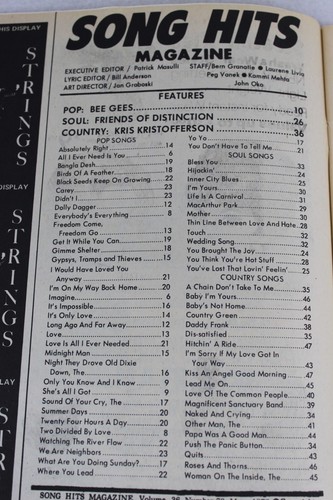 HIS DISPLAY
STRINGS
DISPLAY
STRINGS
LAY
SONG HITS
MAGAZINE
EXECUTIVE EDITOR / Patrick Masulli
LYRIC EDITOR / Bill Anderson
ART DIRECTOR / Jon Graboski
STAFF/Bem Granatie ● Laurene Livia
Peg Vanek ● Kammi Mehta
John Oko
FEATURES
POP: BEE GEES 10
SOUL: FRIENDS OF DISTINCTION 26
COUNTRY: KRIS KRISTOFFERSON 36
POP SONGS
Absolutely Right 14
All I Ever Need Is You 6
Bangla Desh 19
Birds Of A Feather 18
Black Seeds Keep On Growing 22
Carey 23
Didn't I 23
Dolly Dagger 12
Everybody's Everything 8
Freedom Come,
Freedom Go 13
Get It While You Can 19
Gimme Shelter 18
Gypsys, Tramps and Thieves 15
I Would Have Loved You
Anyway 21
I'm On My Way Back Home 20
Imagine 6
It's Impossible 16
It's Only Love 14
Long Ago And Far Away 12
Love 13
Love Is All I Ever Needed 21
Midnight Man 15
Night They Drove Old Dixie
Down, The 16
Only You Know And I Know 9
She's All I Got 9
Sound Of Your Cry, The 17
Summer Days 20
Twenty Four Hours A Day 20
Two Divided By Love 8
Watching The River Flow 22
We Are Neighbors 23
What Are You Doing Sunday? 17
Where You Lead 22
Yo Yo 17
You Don't Have To Tell Me 21
SOUL SONGS
Bless You 33
Hijackin' 24
Inner City Blues 25
I'm Yours 30
Life Is A Carnival 31
MacArthur Park 29
Mother 30
Thin Line Between Love And Hate 28
Touch 32
Wedding Song 32
You Brought The Joy 24
You Think You're Hot Stuff 28
You've Lost That Lovin' Feelin' 25
COUNTRY SONGS
A Chain Don't Take To Me 35
Baby I'm Yours 46
Baby's Not Home 44
Country Green 42
Daddy Frank 38
Dis-satisfied 35
Hitchin' A Ride 47
I'm Sorry If My Love Got In
Your Way 43
Kiss An Angel Good Morning 47
Lead Me On 45
Love Of The Common People 40
Magnificent Sanctuary Band 39
Naked And Crying 34
Other Man, The 41
Papa Was A Good Man 44
Push The Panic Button 34
Quits 43
Roses And Thorns 46
Woman On The Inside, The 45
SONG HITS MAGAZINE, Volume 36